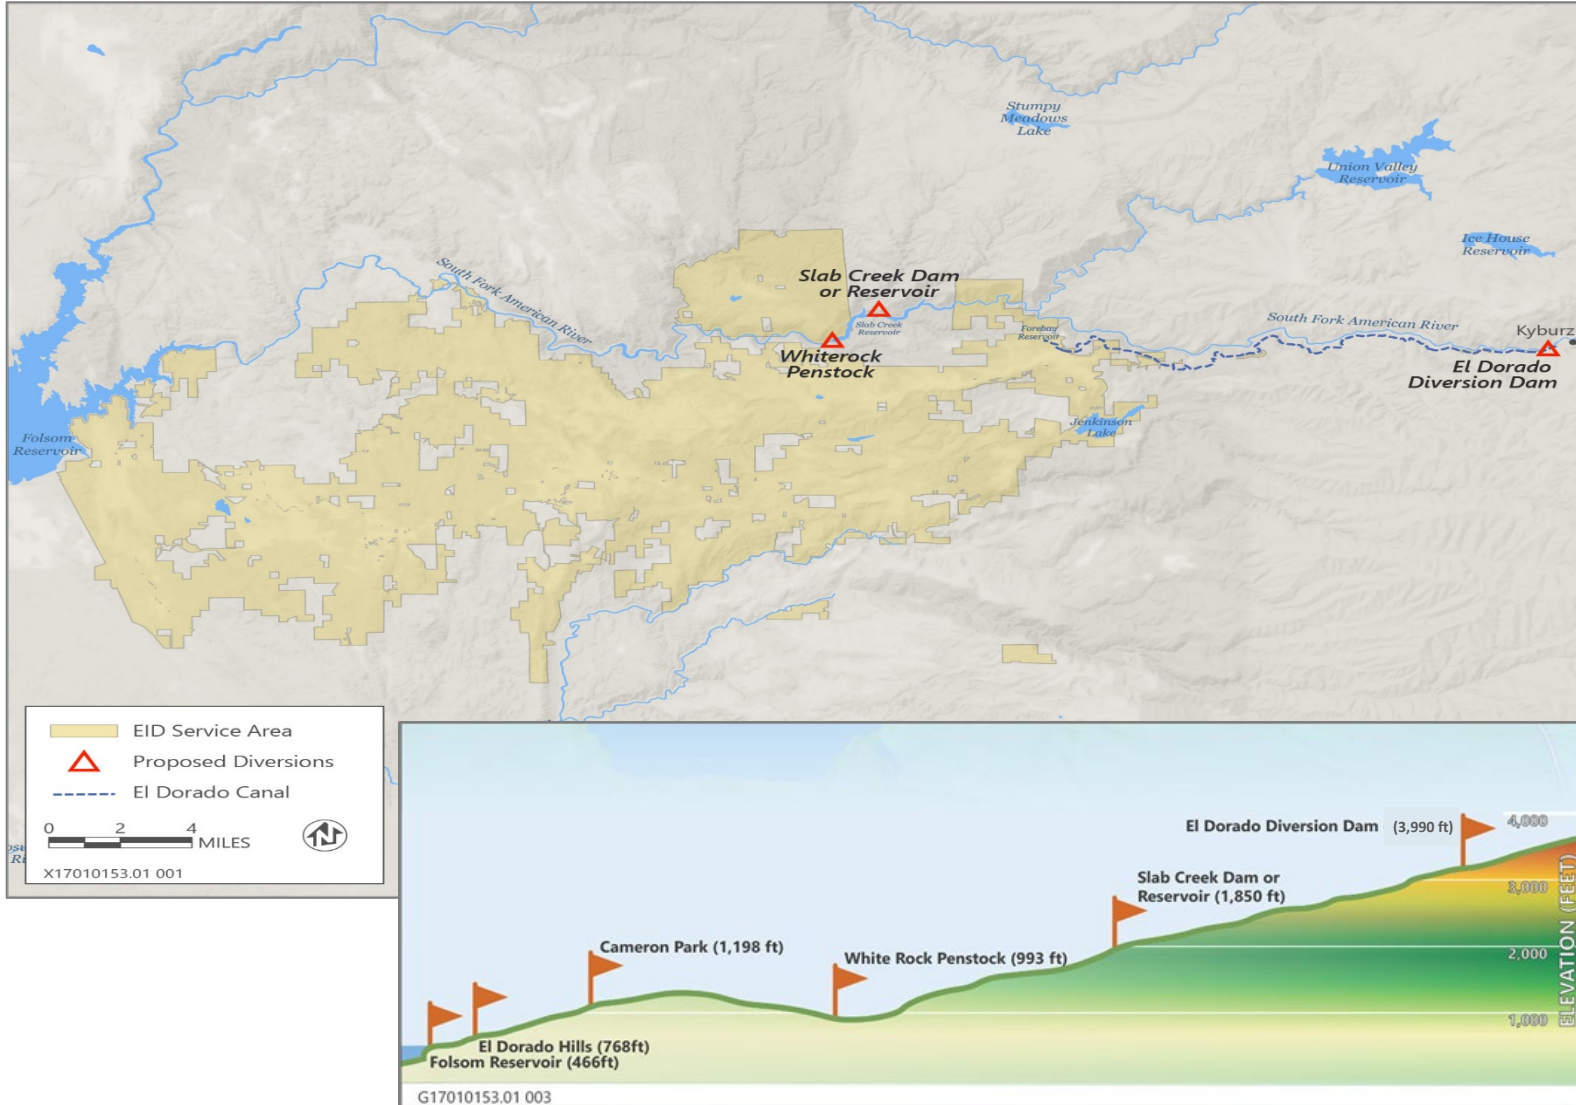 Stumpy
Meadows
Lake
Union Valley
Reservoir
Ice House
Reservoir
South Fork American River
Slab Creek Dam
or Reservoir
Slab Creek
Reservoir
Forebay
Reservoir
South Fork American River
Kyburz
Whiterock
Penstock
El Dorado
Diversion Dam
Jenkinson
Lake
Folsom
Reservoir
EID Service Area
Proposed Diversions
El Dorado Canal
0 2 4
MILES
N
X17010153.01 001
El Dorado Diversion Dam (3,990 ft)
4,000
Slab Creek Dam or
Reservoir (1,850 ft)
3,000
Cameron Park (1,198 ft)
White Rock Penstock (993 ft)
2,000
1,000
ELEVATION (FEET)
El Dorado Hills (768ft)
Folsom Reservoir (466ft)
G17010153.01 003